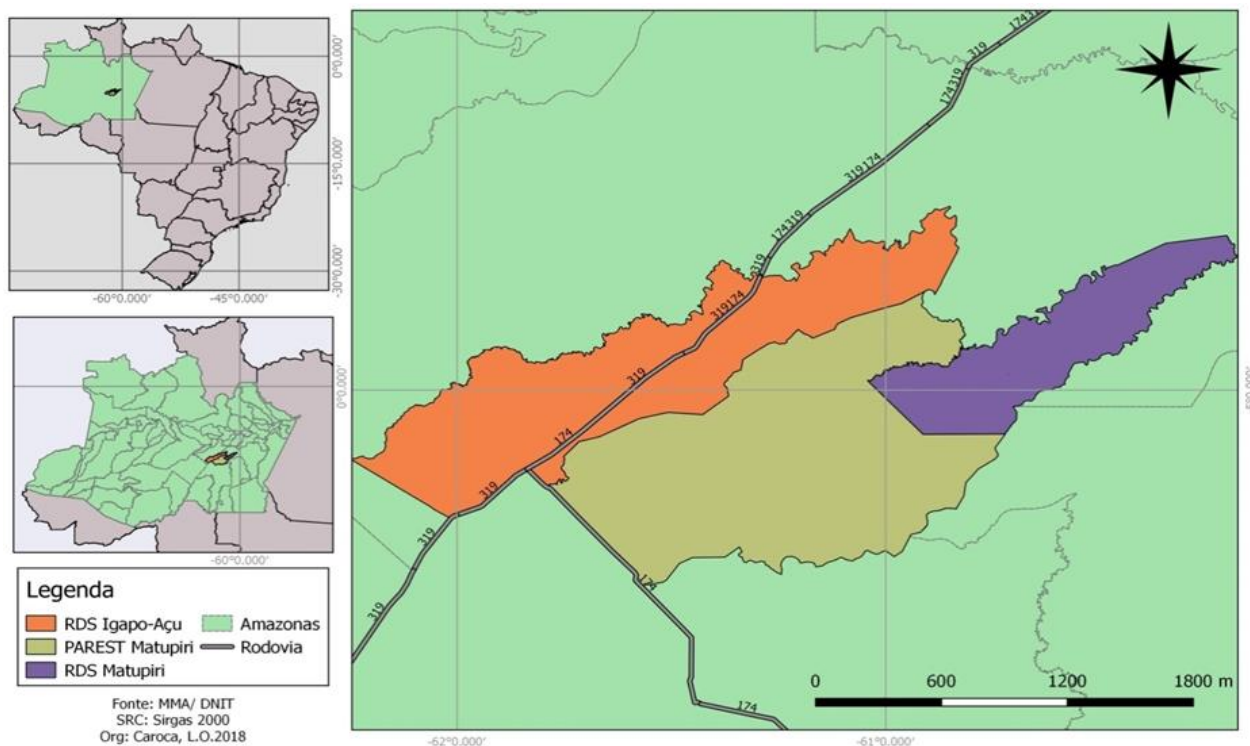 0°0.000'
-15°0.000'
-30°0.000'
-60°0.000' -45°0.000'
0°0.000'
-60°0.000'
Legenda
RDS Igapo-Açu
PAREST Matupiri
RDS Matupiri
Amazonas
Rodovia
Fonte: MMA/ DNIT
SRC: Sirgas 2000
Org: Caroca, L.O.2018
319
174319
319174
174319
319
319174
319
174
319
319
174
174
0 600 1200 1800 m
-62°0.000' -61°0.000'